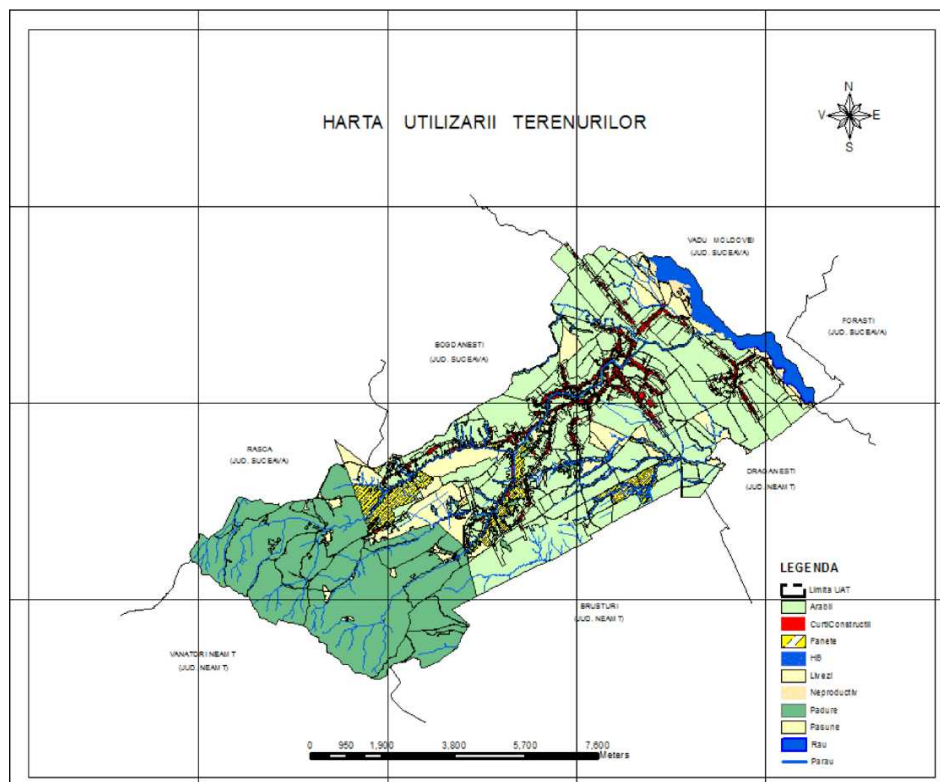 HARTA UTILIZARII TERENURILOR
N
V E
S
VADU MOLDOVEI
(JUD. SUCEAVA)
FORASTI
(JUD. SUCEAVA)
BOGDANESTI
(JUD. SUCEAVA)
RASCA
(JUD. SUCEAVA)
DRAGANESTI
(JUD. NEAMT)
BRUSTURI
(JUD. NEAMT)
VANATORI NEAMT
(JUD. NEAMT)
LEGENDA
Limita UAT
Arabil
CurtiConstructii
Fanete
HB
Livezi
Neproductiv
Padure
Pasune
Rau
Parau
0 950 1,900 3,800 5,700 7,600
Meters